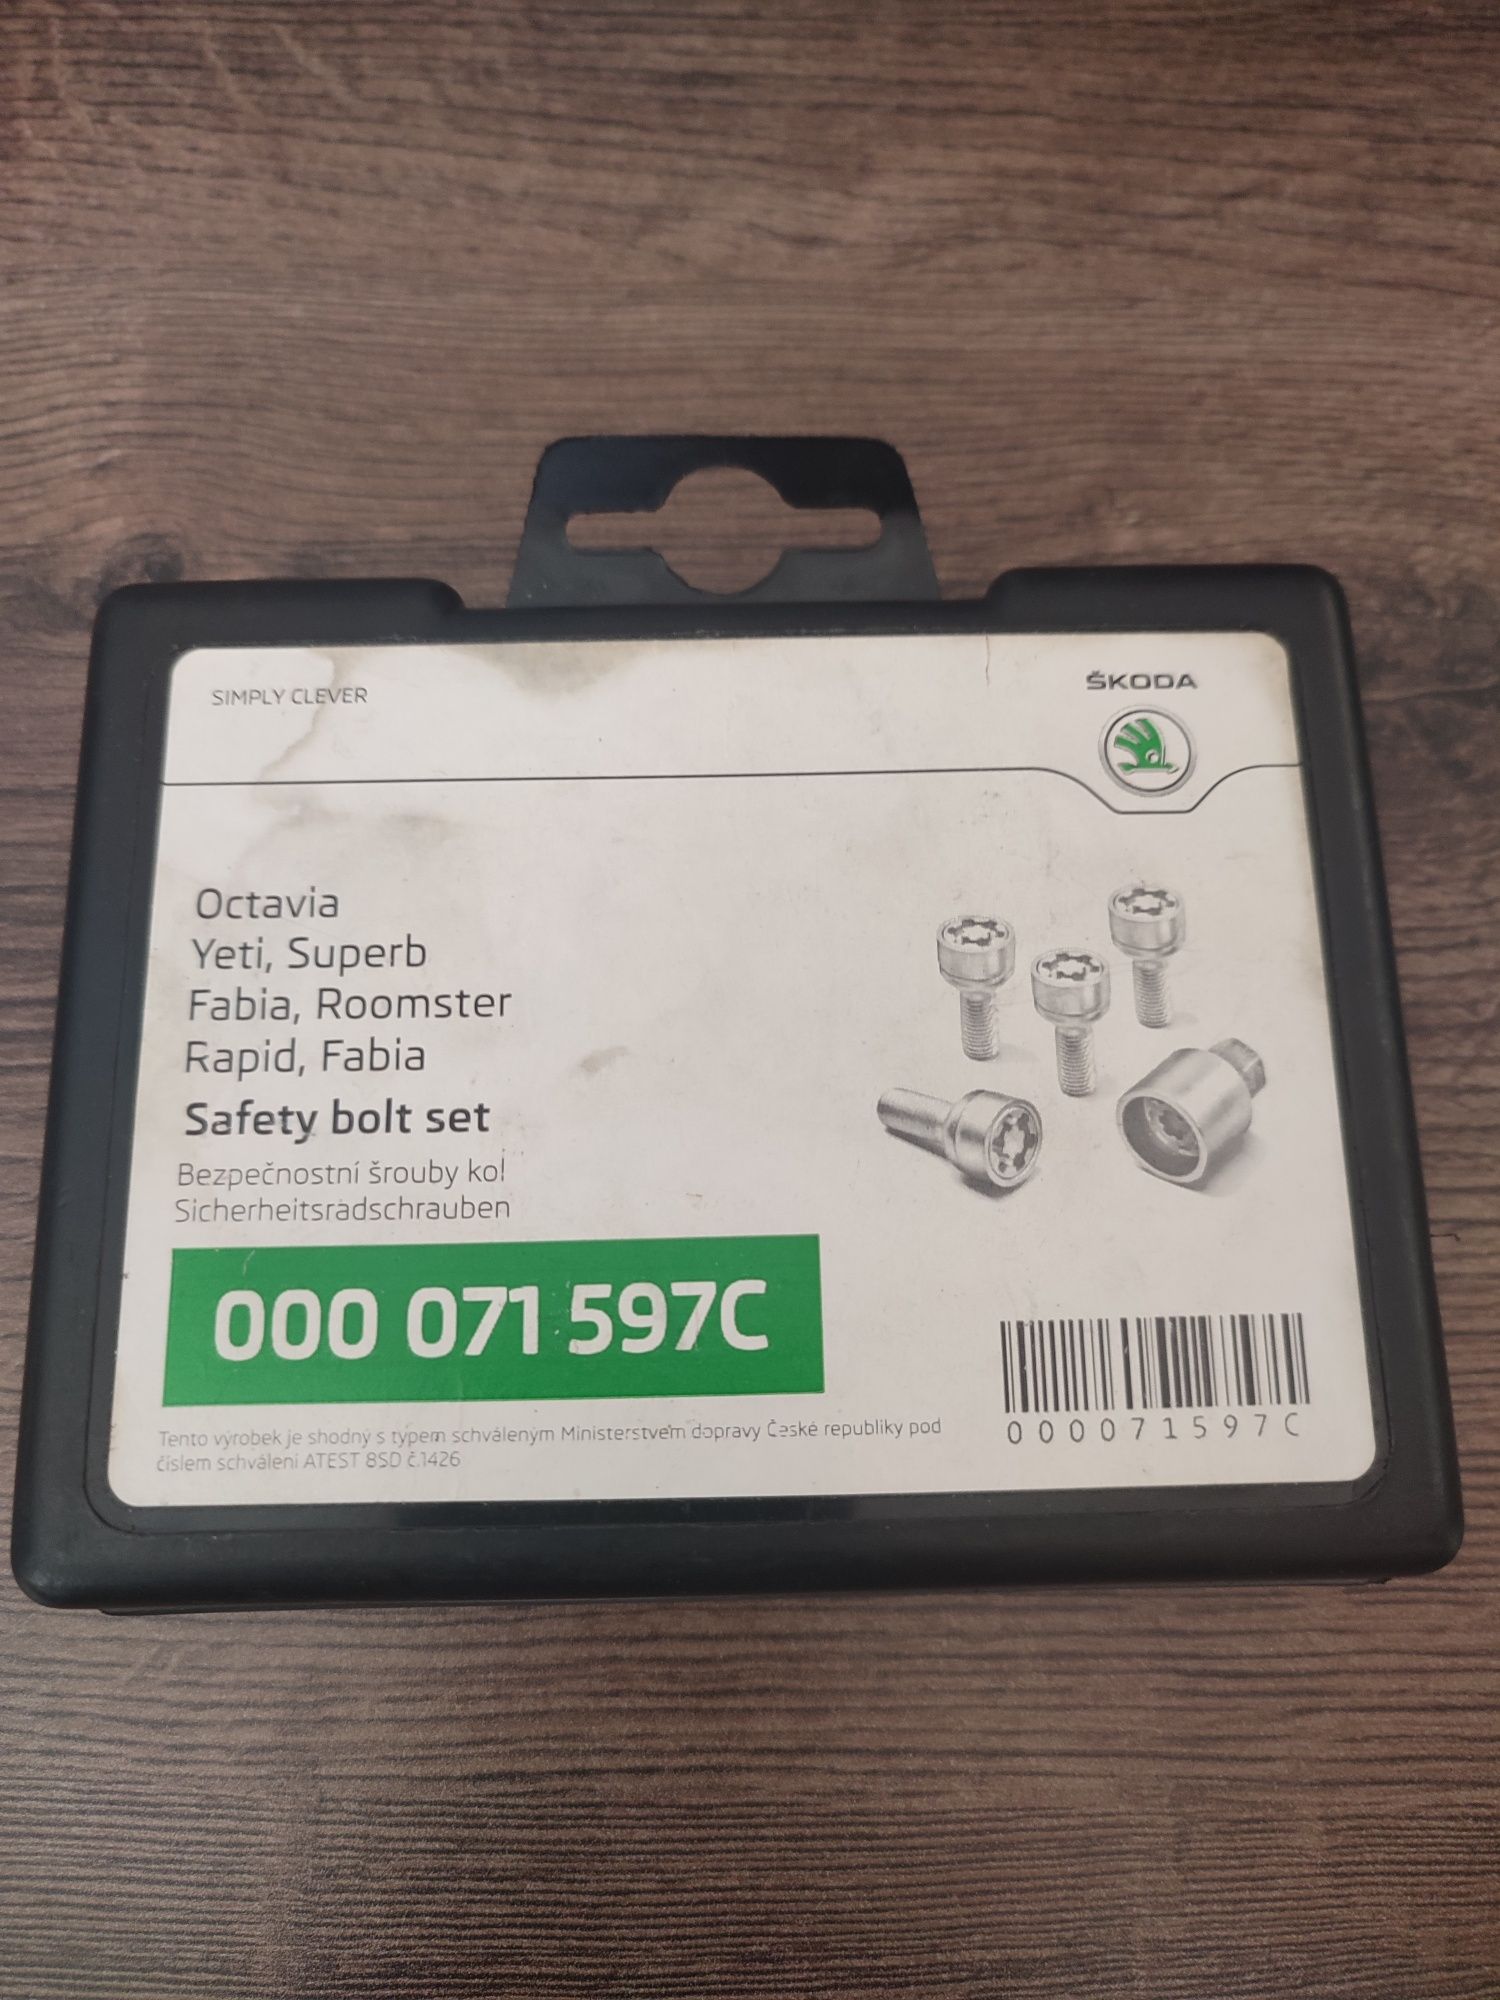 SIMPLY CLEVER
ŠKODA
Octavia
Yeti, Superb
Fabia, Roomster
Rapid, Fabia
Safety bolt set
Bezpečnostní šrouby kol
Sicherheitsradschrauben
000 071 597C
000071597C
Tento výrobek je shodný s typem schváleným Ministerstvem dopravy České republiky pod
číslem schválení ATEST 8SD č.1426